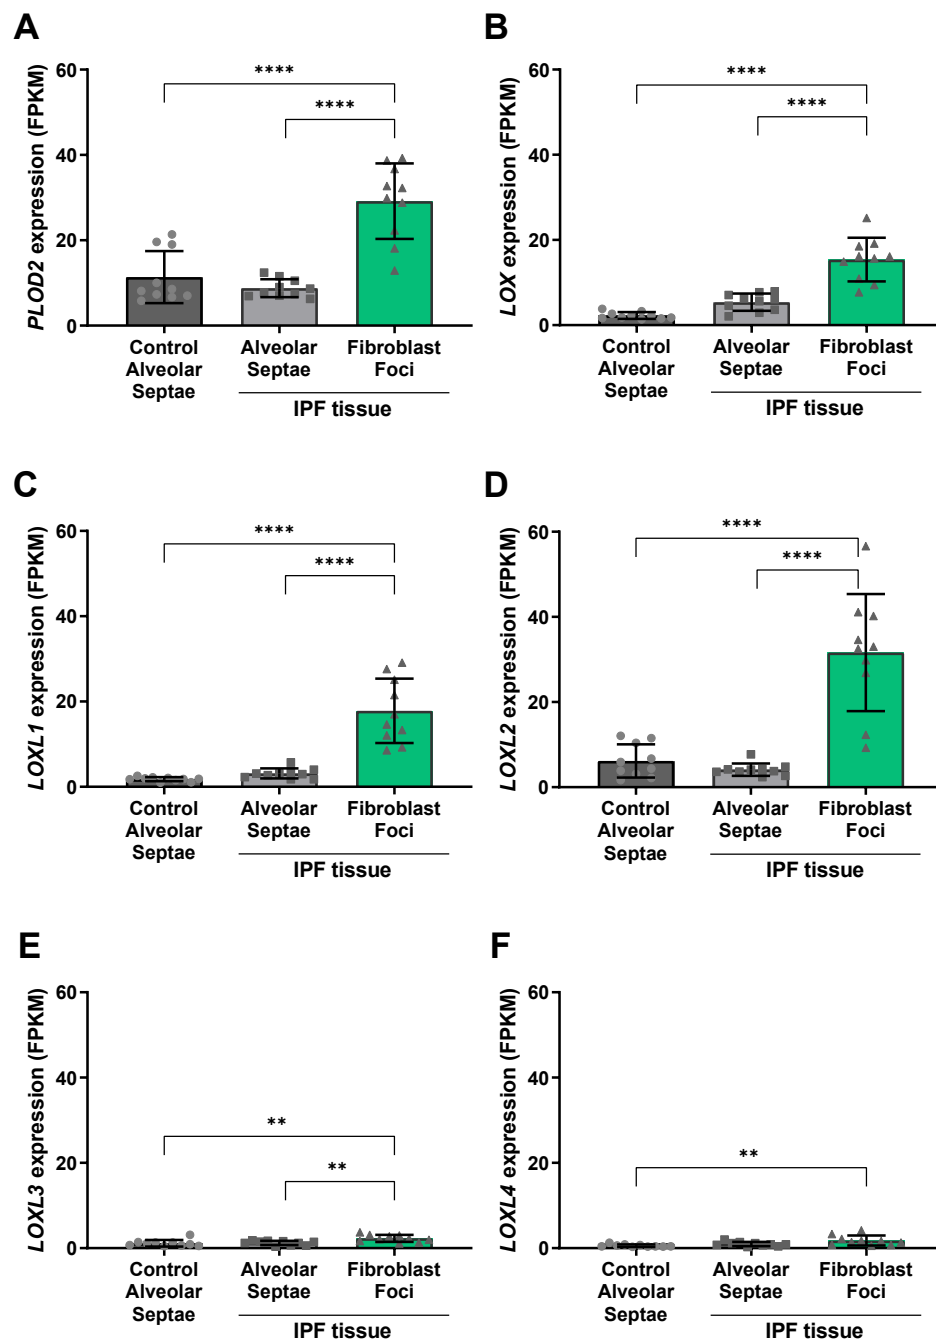 A
PLOD2 expression (FPKM)
60
40
20
0
****
****
Control
Alveolar
Septae
Alveolar
Septae
Fibroblast
Foci
IPF tissue
B
LOX expression (FPKM)
60
40
20
0
****
****
Control
Alveolar
Septae
Alveolar
Septae
Fibroblast
Foci
IPF tissue
C
LOXL1 expression (FPKM)
60
40
20
0
****
****
Control
Alveolar
Septae
Alveolar
Septae
Fibroblast
Foci
IPF tissue
D
LOXL2 expression (FPKM)
60
40
20
0
****
****
Control
Alveolar
Septae
Alveolar
Septae
Fibroblast
Foci
IPF tissue
E
LOXL3 expression (FPKM)
60
40
20
0
**
**
Control
Alveolar
Septae
Alveolar
Septae
Fibroblast
Foci
IPF tissue
F
LOXL4 expression (FPKM)
60
40
20
0
**
Control
Alveolar
Septae
Alveolar
Septae
Fibroblast
Foci
IPF tissue